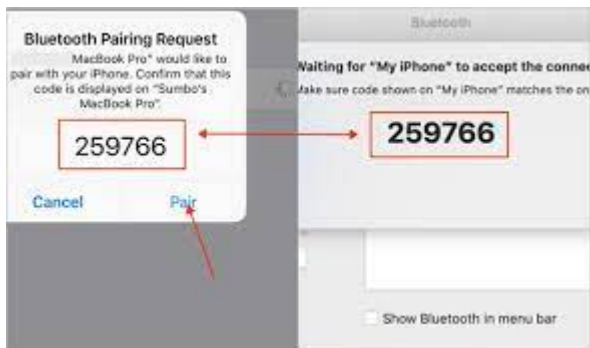 Bluetooth Pairing Request
MacBook Pro" would like to
pair with your iPhone. Confirm that this
code is displayed on "Sumbo's
MacBook Pro".
259766
Cancel
Pair
Bluetooth
Waiting for "My iPhone" to accept the conne
Make sure code shown on "My iPhone" matches the on
259766
Show Bluetooth in menu bar